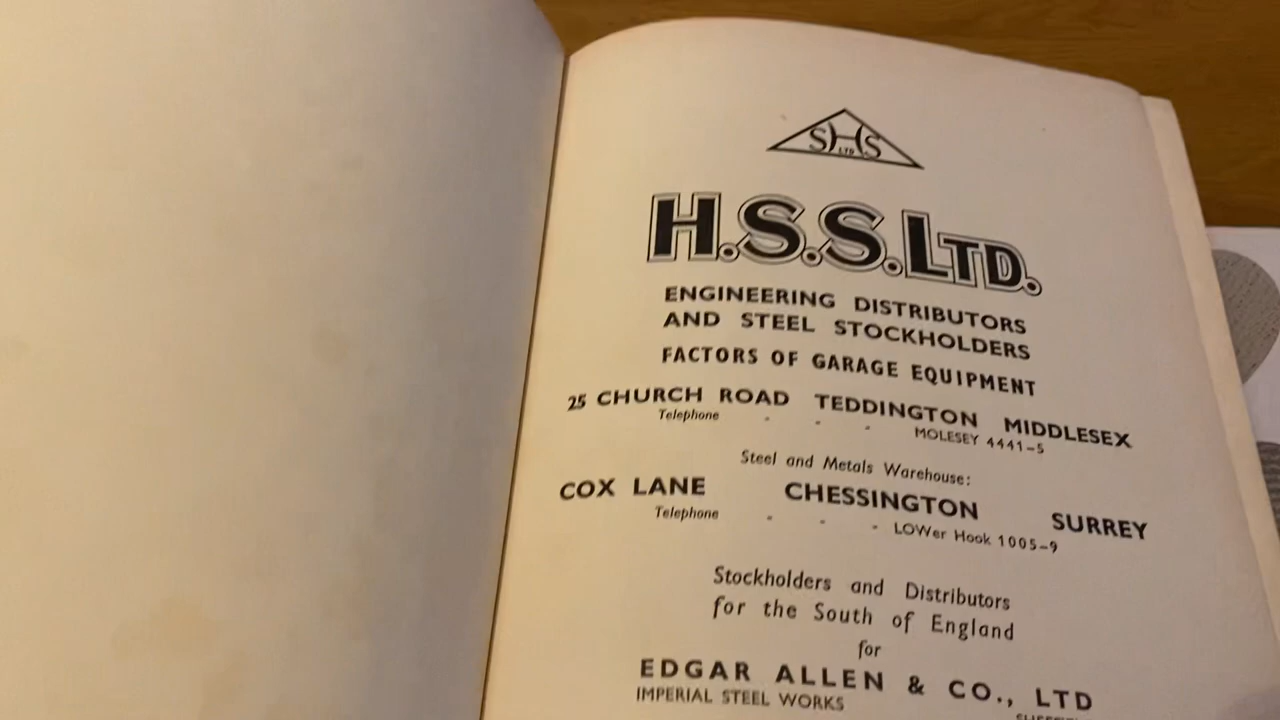 SHS
LTD
H.S.S. LTD.
ENGINEERING DISTRIBUTORS
AND STEEL STOCKHOLDERS
FACTORS OF GARAGE EQUIPMENT
25 CHURCH ROAD TEDDINGTON MIDDLESEX
Telephone - - - MOLESEY 4441-5
Steel and Metals Warehouse:
COX LANE CHESSINGTON SURREY
Telephone - - - LOWer Hook 1005-9
Stockholders and Distributors
for the South of England
for
EDGAR ALLEN & CO., LTD
IMPERIAL STEEL WORKS